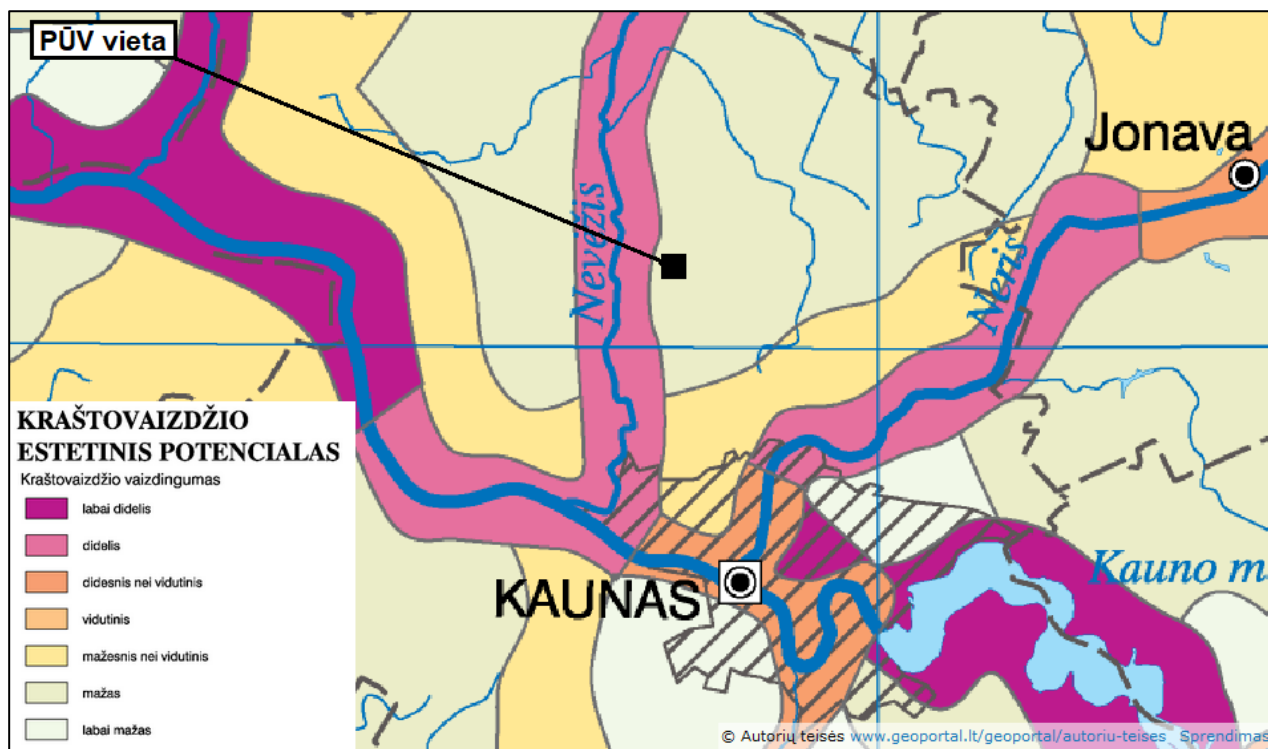 PŪV vieta
Jonava
Nevėžis
Neris
KRAŠTOVAIZDŽIO
ESTETINIS POTENCIALAS
Kraštovaizdžio vaizdingumas
labai didelis
didelis
didesnis nei vidutinis
vidutinis
mažesnis nei vidutinis
mažas
labai mažas
KAUNAS
Kauno m
© Autorių teisės www.geoportal.lt/geoportal/autoriu-teises Sprendimas